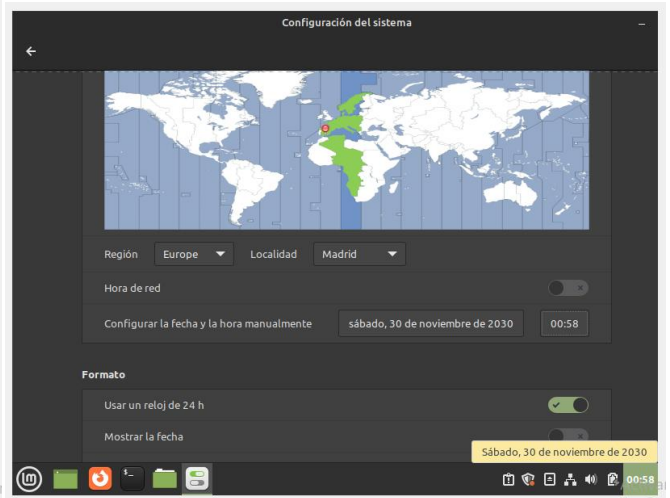 Configuración del sistema
Región Europe Localidad Madrid
Hora de red
Configurar la fecha y la hora manualmente sábado, 30 de noviembre de 2030 00:58
Formato
Usar un reloj de 24 h
Mostrar la fecha
Sábado, 30 de noviembre de 2030
00:58